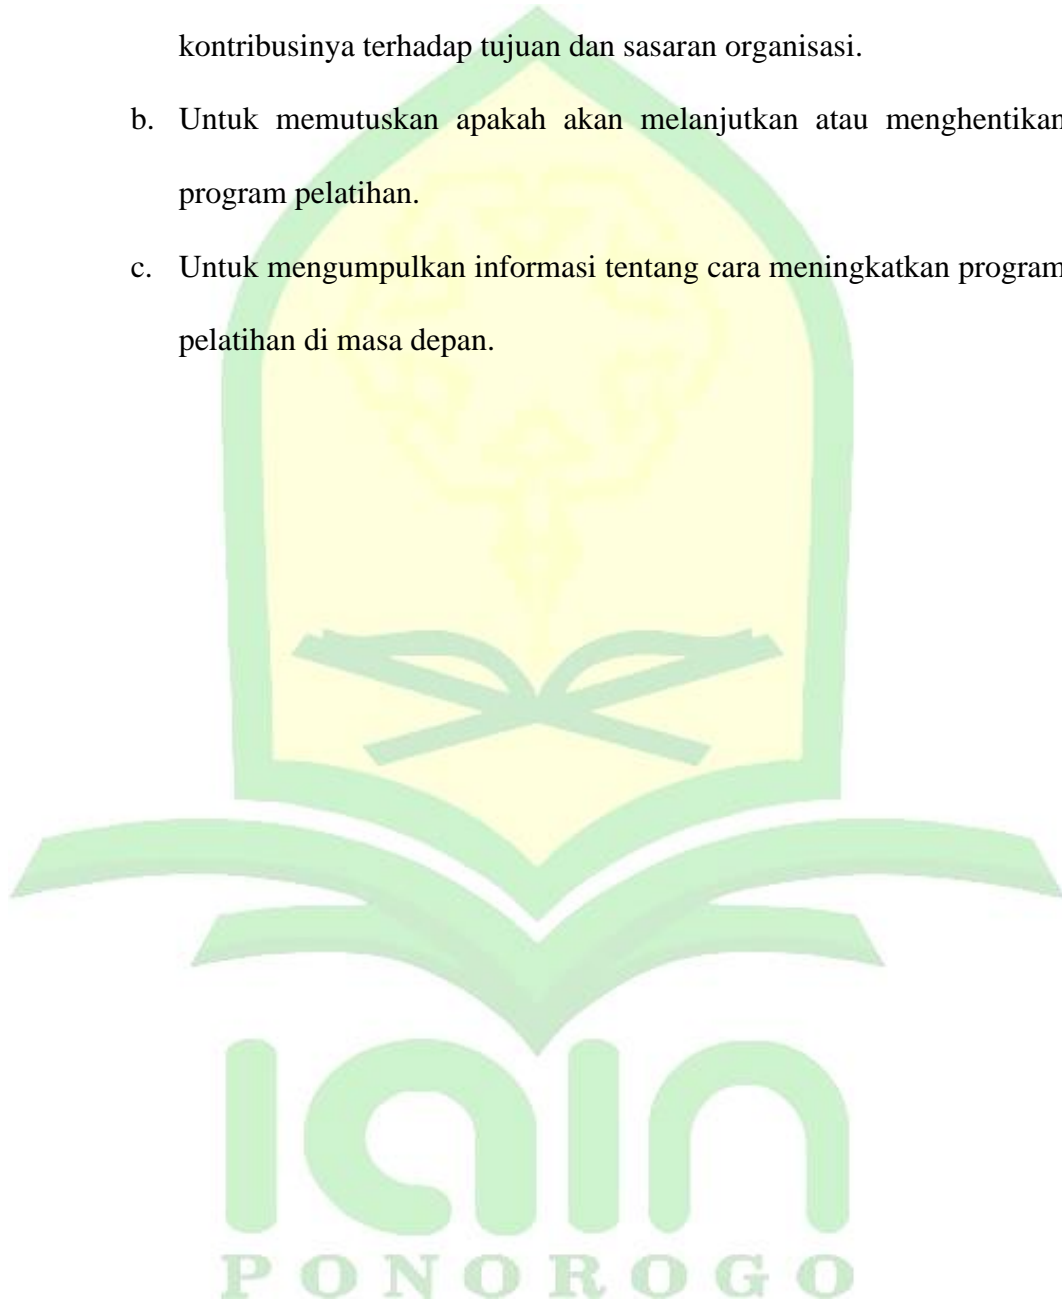 kontribusinya terhadap tujuan dan sasaran organisasi.
b. Untuk memutuskan apakah akan melanjutkan atau menghentikan
program pelatihan.
c. Untuk mengumpulkan informasi tentang cara meningkatkan program
pelatihan di masa depan.
iain
PONOROGO